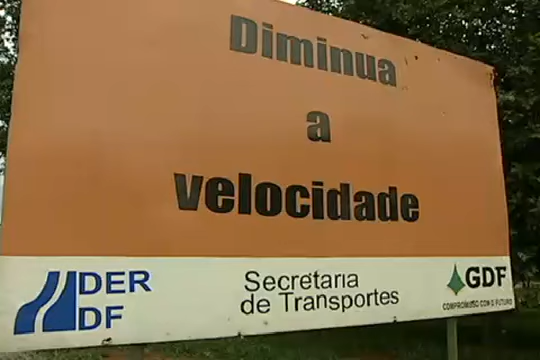 Diminua
a
velocidade
DER
DF
Secretaria
de Transportes
GDF
COMPROMISSO COM O FUTURO